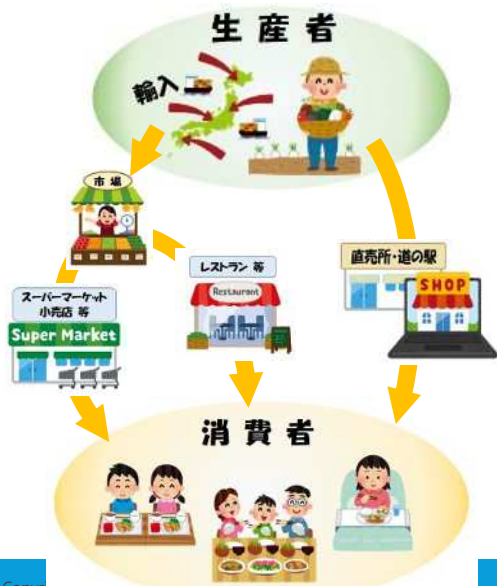 生産者
輸入
市場
レストラン 等
Restaurant
直売所・道の駅
SHOP
スーパーマーケット
小売店 等
Super Market
消費者